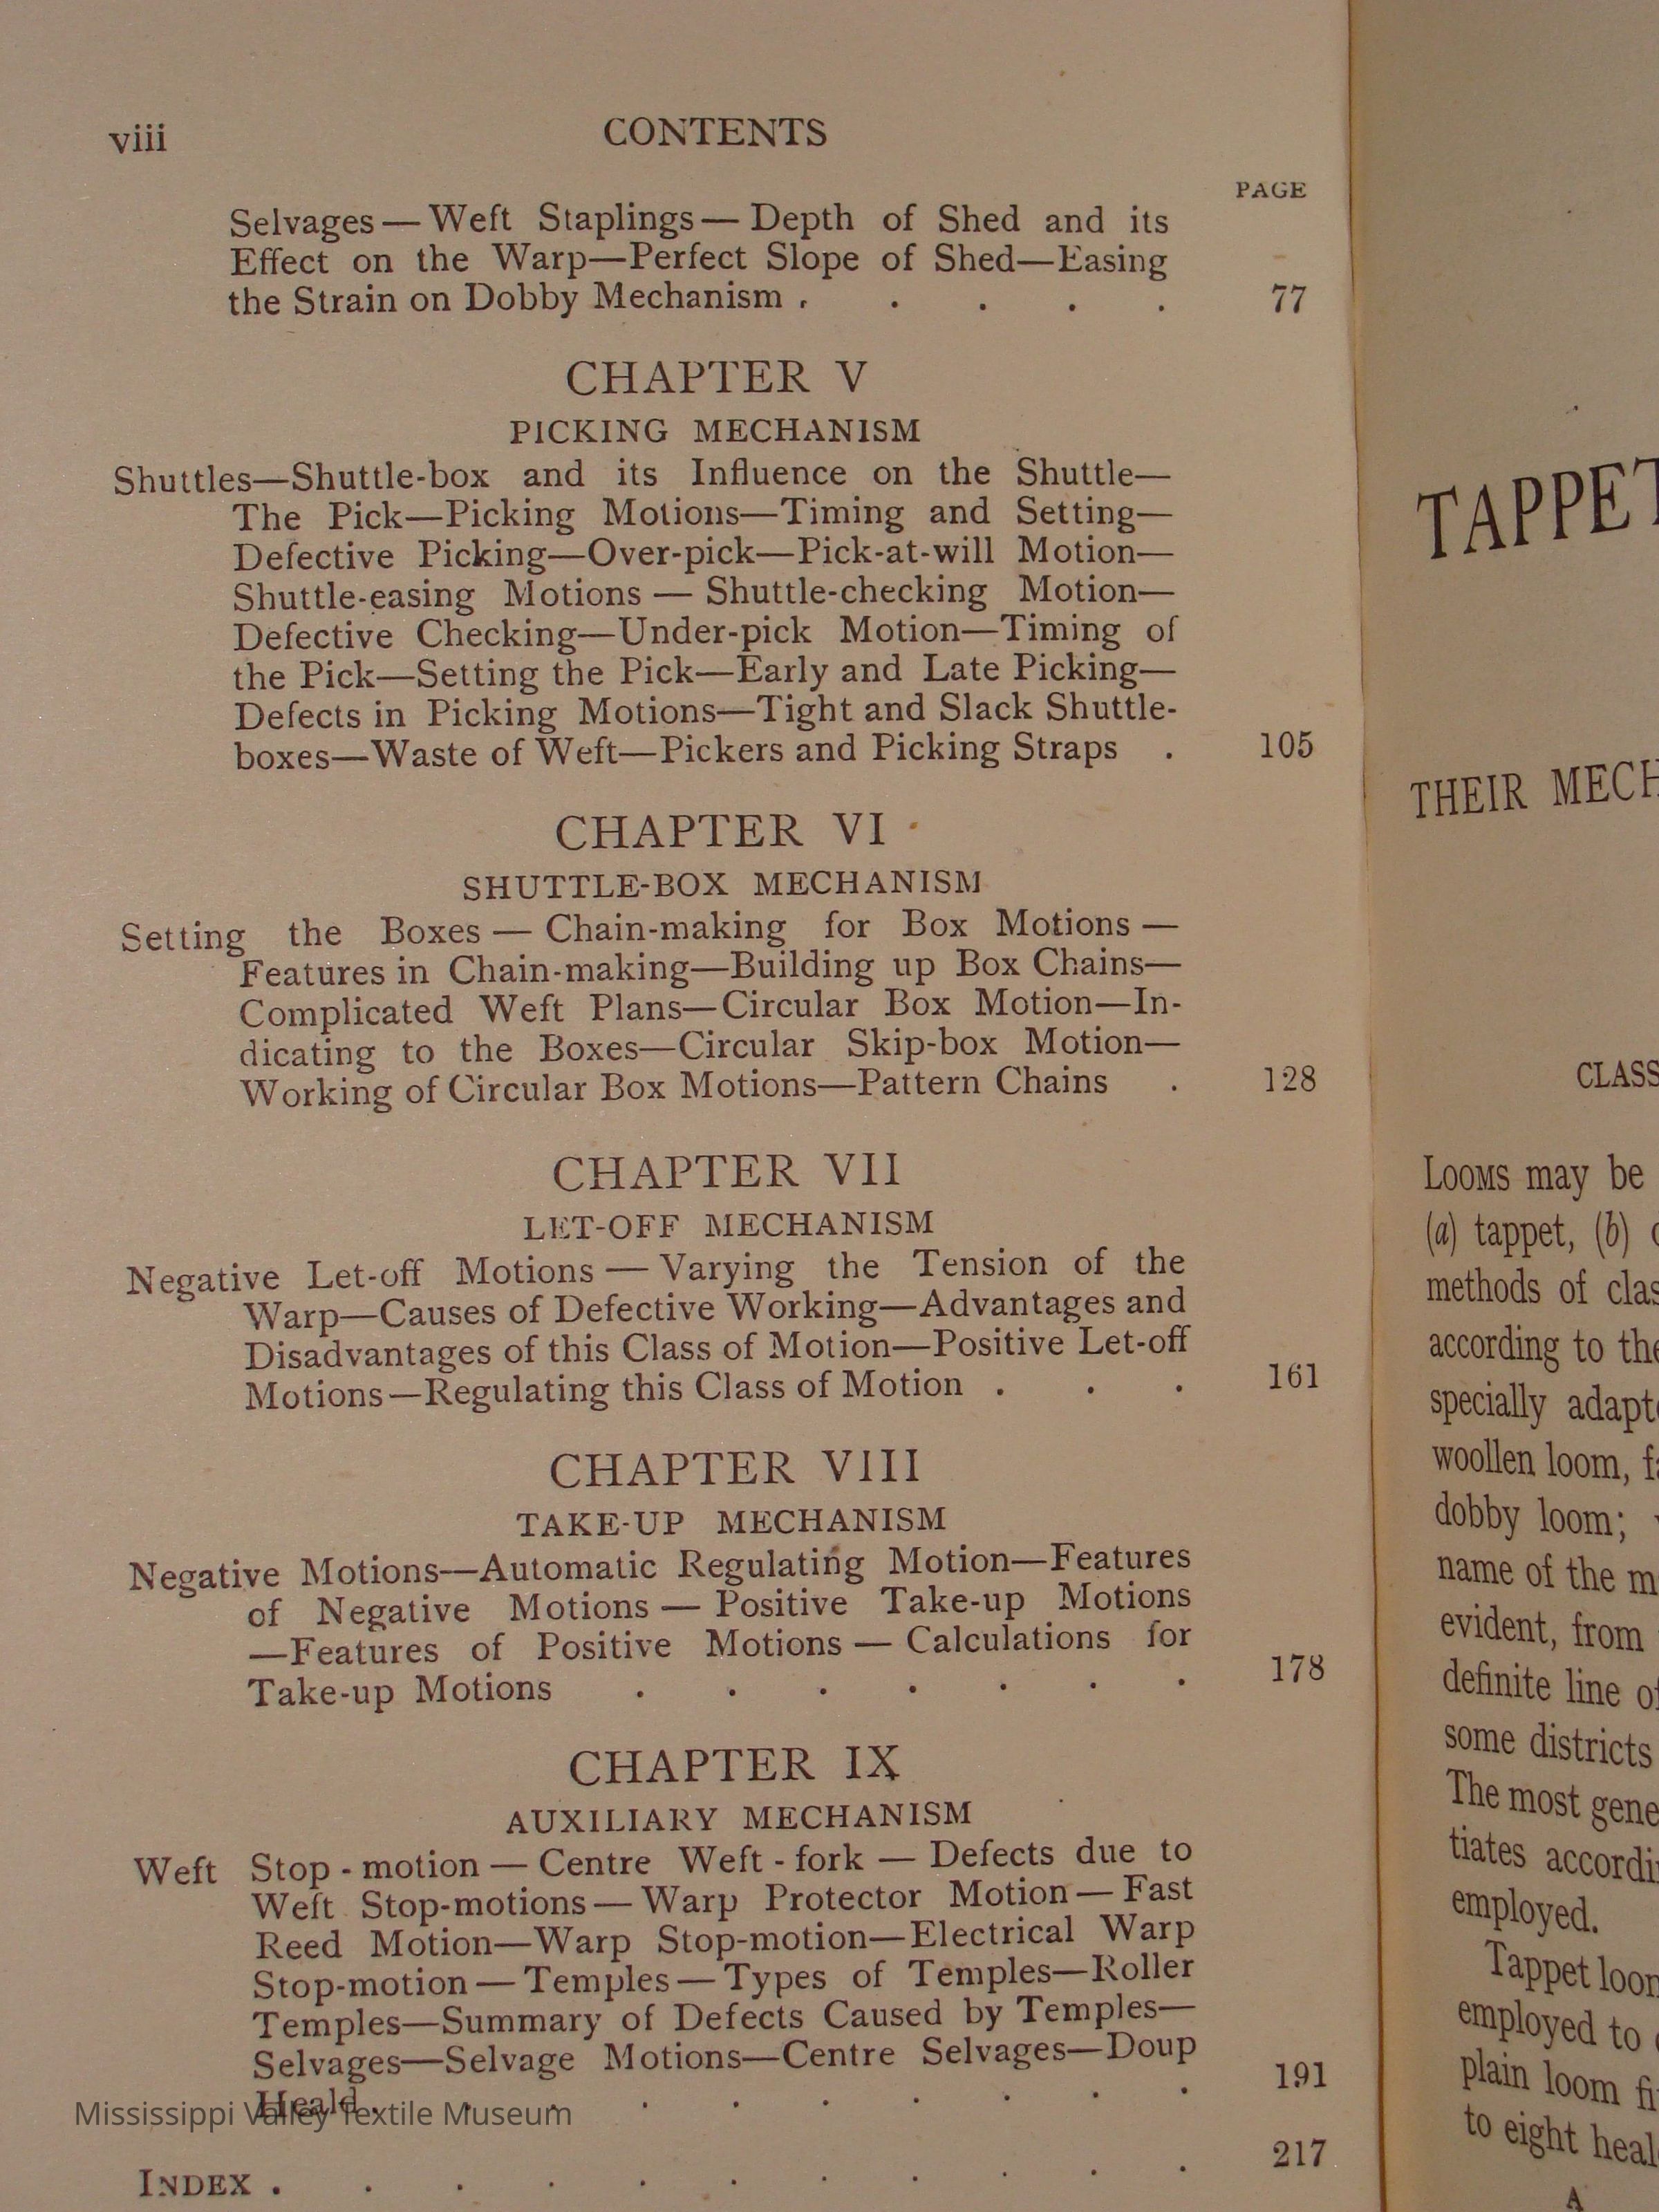 viii CONTENTS
PAGE
Selvages — Weft Staplings — Depth of Shed and its
Effect on the Warp—Perfect Slope of Shed—Easing
the Strain on Dobby Mechanism . . . . . 77
CHAPTER V
PICKING MECHANISM
Shuttles—Shuttle-box and its Influence on the Shuttle—
The Pick—Picking Motions—Timing and Setting—
Defective Picking—Over-pick—Pick-at-will Motion—
Shuttle-easing Motions — Shuttle-checking Motion—
Defective Checking—Under-pick Motion—Timing of
the Pick—Setting the Pick—Early and Late Picking—
Defects in Picking Motions—Tight and Slack Shuttle-
boxes—Waste of Weft—Pickers and Picking Straps . 105
CHAPTER VI
SHUTTLE-BOX MECHANISM
Setting the Boxes — Chain-making for Box Motions —
Features in Chain-making—Building up Box Chains—
Complicated Weft Plans—Circular Box Motion—In-
dicating to the Boxes—Circular Skip-box Motion—
Working of Circular Box Motions—Pattern Chains . 128
CHAPTER VII
LET-OFF MECHANISM
Negative Let-off Motions — Varying the Tension of the
Warp—Causes of Defective Working—Advantages and
Disadvantages of this Class of Motion—Positive Let-off
Motions—Regulating this Class of Motion . . . 161
CHAPTER VIII
TAKE-UP MECHANISM
Negative Motions—Automatic Regulating Motion—Features
of Negative Motions — Positive Take-up Motions
—Features of Positive Motions — Calculations for
Take-up Motions . . . . . . . 178
CHAPTER IX
AUXILIARY MECHANISM
Weft Stop-motion — Centre Weft-fork — Defects due to
Weft Stop-motions — Warp Protector Motion — Fast
Reed Motion—Warp Stop-motion—Electrical Warp
Stop-motion — Temples — Types of Temples—Roller
Temples—Summary of Defects Caused by Temples—
Selvages—Selvage Motions—Centre Selvages—Doup
Heald . . . . . . . . . . 191
Mississippi Valley Textile Museum
INDEX . . . . . . . . . . . 217
TAPPET
THEIR MECH
CLASS
LOOMS may be
(a) tappet, (b)
methods of clas
according to the
specially adapt
woollen loom, f
dobby loom;
name of the m
evident, from
definite line o
some districts
The most gene
tiates accordi
employed.
Tappet loo
employed to
plain loom fi
to eight heal
A